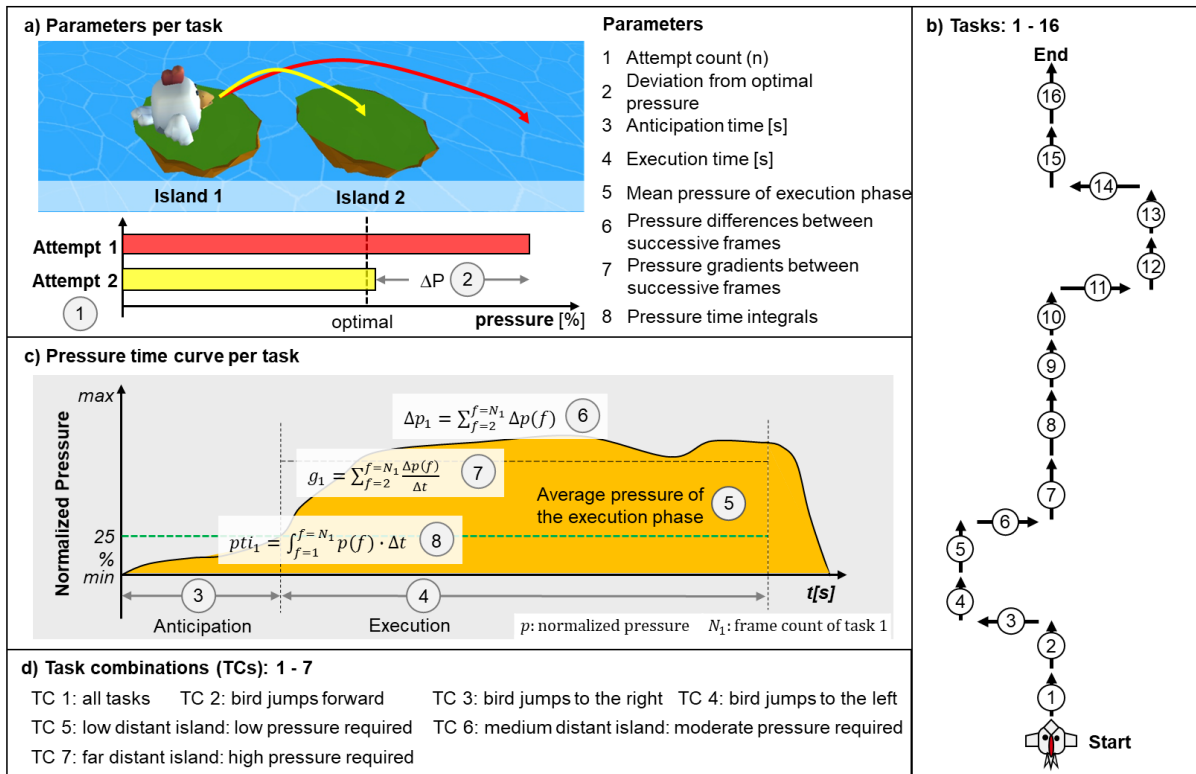 a) Parameters per task
Island 1
Island 2
Attempt 1
Attempt 2
ΔP
2
1
optimal
pressure [%]
Parameters
1 Attempt count (n)
2 Deviation from optimal
pressure
3 Anticipation time [s]
4 Execution time [s]
5 Mean pressure of execution phase
6 Pressure differences between
successive frames
7 Pressure gradients between
successive frames
8 Pressure time integrals
b) Tasks: 1 - 16
End
16
15
14
13
12
11
10
9
8
7
6
5
4
3
2
1
Start
c) Pressure time curve per task
Normalized Pressure
max
25
%
min
Δp₁ = ∑_{f=2}^{f=N₁} Δp(f) 6
g₁ = ∑_{f=2}^{f=N₁} Δp(f)/Δt 7
pti₁ = ∫_{f=1}^{f=N₁} p(f) · Δt 8
Average pressure of
the execution phase
5
3
4
t[s]
Anticipation
Execution
p: normalized pressure N₁: frame count of task 1
d) Task combinations (TCs): 1 - 7
TC 1: all tasks TC 2: bird jumps forward TC 3: bird jumps to the right TC 4: bird jumps to the left
TC 5: low distant island: low pressure required TC 6: medium distant island: moderate pressure required
TC 7: far distant island: high pressure required